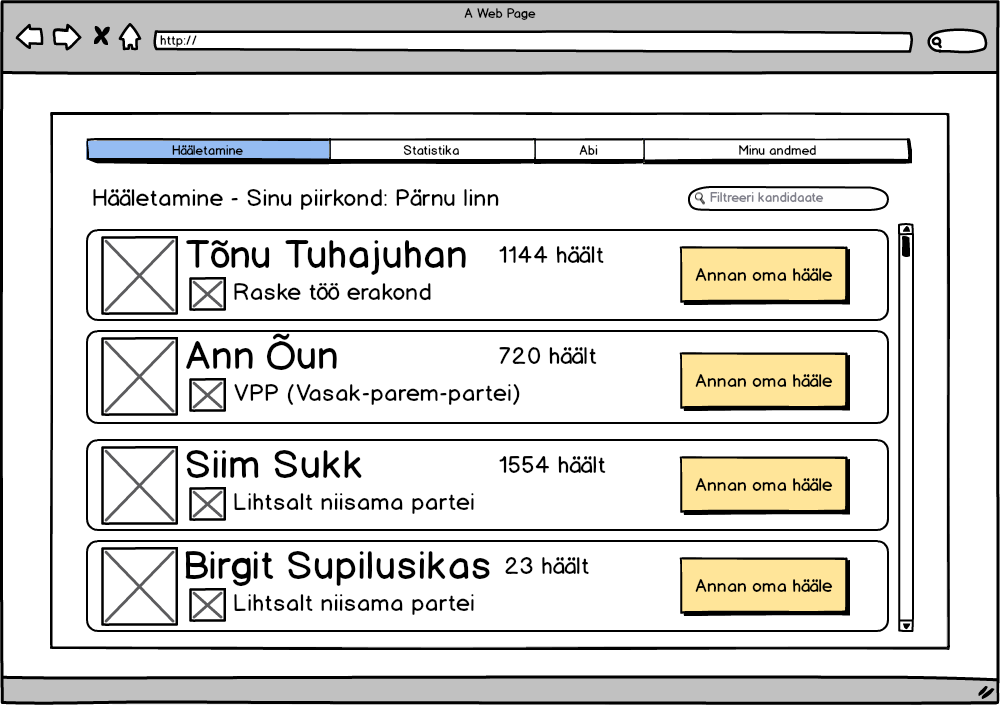 A Web Page
http://
Hääletamine Statistika Abi Minu andmed
Hääletamine - Sinu piirkond: Pärnu linn
Filtreeri kandidaate
Tõnu Tuhajuhan 1144 häält
Annan oma hääle
Raske töö erakond
Ann Õun 720 häält
Annan oma hääle
VPP (Vasak-parem-partei)
Siim Sukk 1554 häält
Annan oma hääle
Lihtsalt niisama partei
Birgit Supilusikas 23 häält
Annan oma hääle
Lihtsalt niisama partei